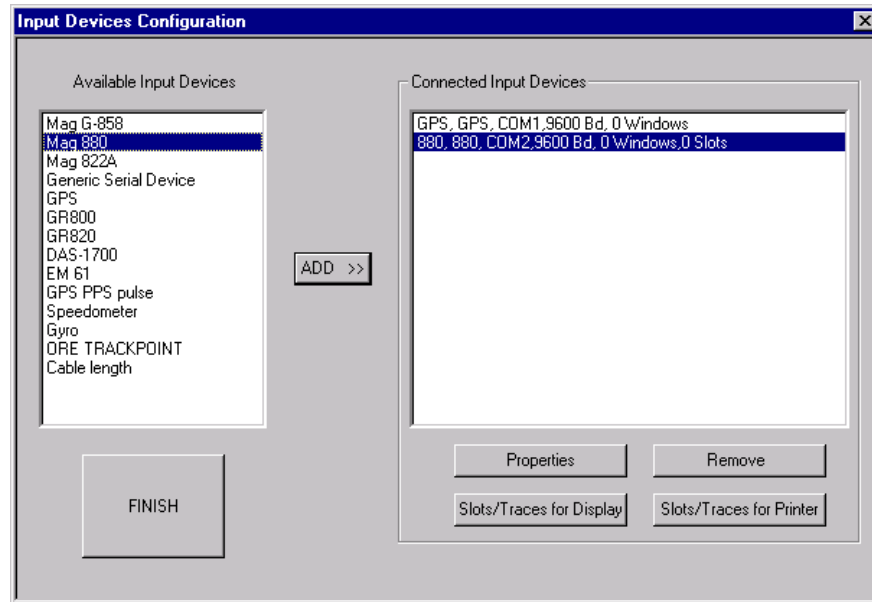 Input Devices Configuration
Available Input Devices
Mag G-858
Mag 880
Mag 822A
Generic Serial Device
GPS
GR800
GR820
DAS-1700
EM 61
GPS PPS pulse
Speedometer
Gyro
ORE TRACKPOINT
Cable length
ADD >>
FINISH
Connected Input Devices
GPS, GPS, COM1,9600 Bd, 0 Windows
880, 880, COM2,9600 Bd, 0 Windows,0 Slots
Properties
Remove
Slots/Traces for Display
Slots/Traces for Printer